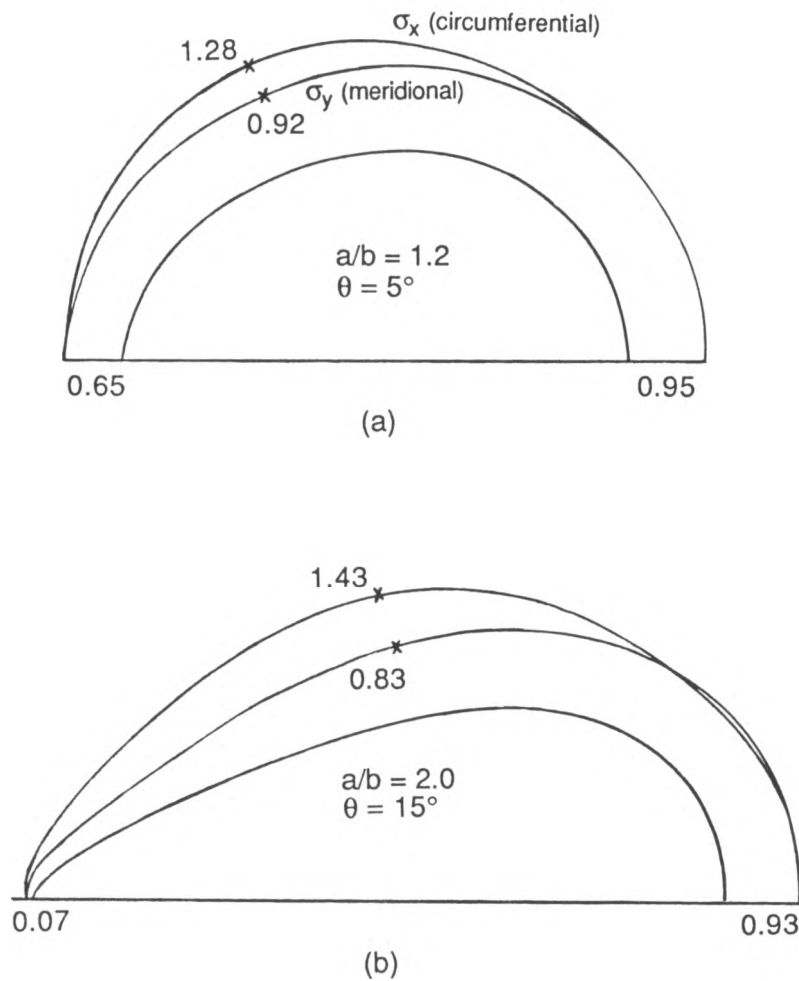 σx (circumferential)
1.28
σy (meridional)
0.92
a/b = 1.2
θ = 5°
0.65
0.95
(a)
1.43
0.83
a/b = 2.0
θ = 15°
0.07
0.93
(b)